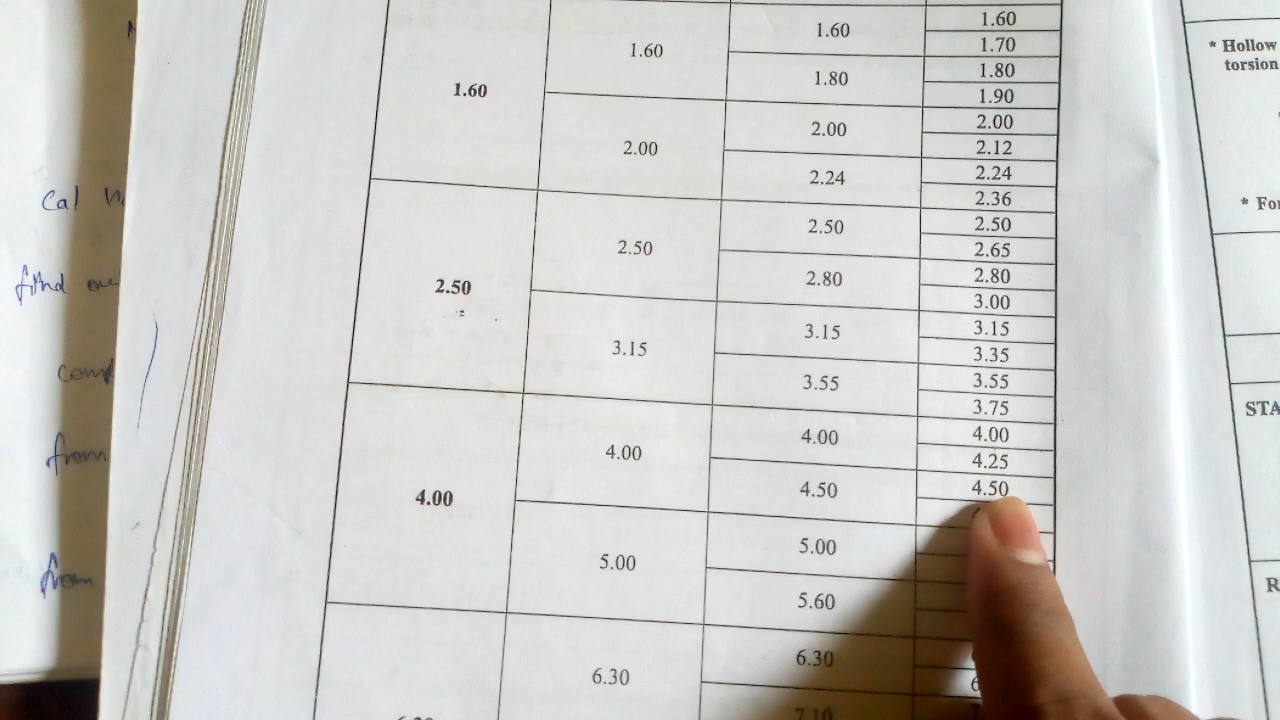 1.60 1.60 1.60 1.60
1.70
1.80 1.80
1.90
2.00 2.00 2.00
2.12
2.24 2.24
2.36
2.50 2.50 2.50 2.50
2.65
2.80 2.80
3.00
3.15 3.15 3.15
3.35
3.55 3.55
3.75
4.00 4.00 4.00 4.00
4.25
4.50 4.50
5.00 5.00
5.60
6.30 6.30
7.10
* Hollow
torsion
* For
STA
R
Cal
find
from
from